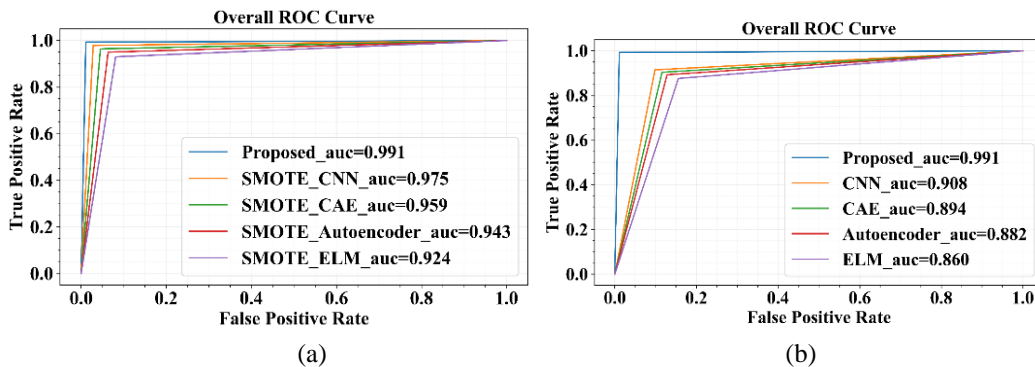 Overall ROC Curve
True Positive Rate
1.0
0.8
0.6
0.4
0.2
0.0
Proposed_auc=0.991
SMOTE_CNN_auc=0.975
SMOTE_CAE_auc=0.959
SMOTE_Autoencoder_auc=0.943
SMOTE_ELM_auc=0.924
0.0 0.2 0.4 0.6 0.8 1.0
False Positive Rate
(a)
Overall ROC Curve
True Positive Rate
1.0
0.8
0.6
0.4
0.2
0.0
Proposed_auc=0.991
CNN_auc=0.908
CAE_auc=0.894
Autoencoder_auc=0.882
ELM_auc=0.860
0.0 0.2 0.4 0.6 0.8 1.0
False Positive Rate
(b)